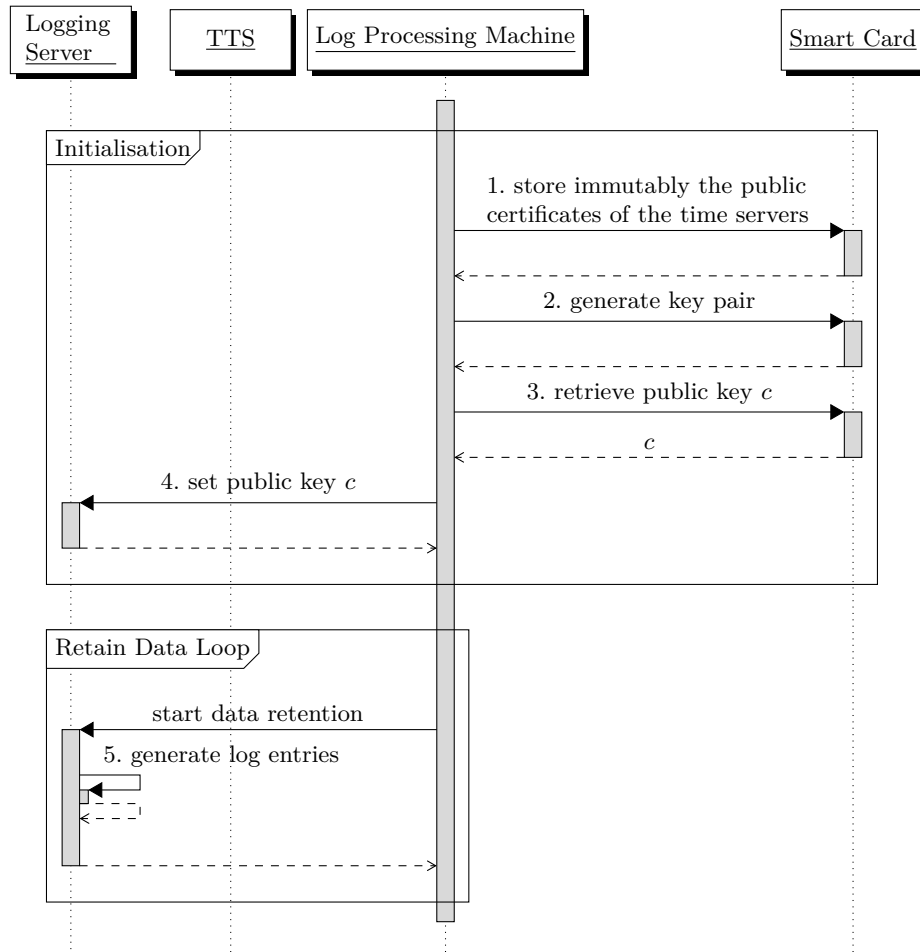 Logging
Server
TTS
Log Processing Machine
Smart Card
Initialisation
1. store immutably the public
certificates of the time servers
2. generate key pair
3. retrieve public key c
c
4. set public key c
Retain Data Loop
start data retention
5. generate log entries